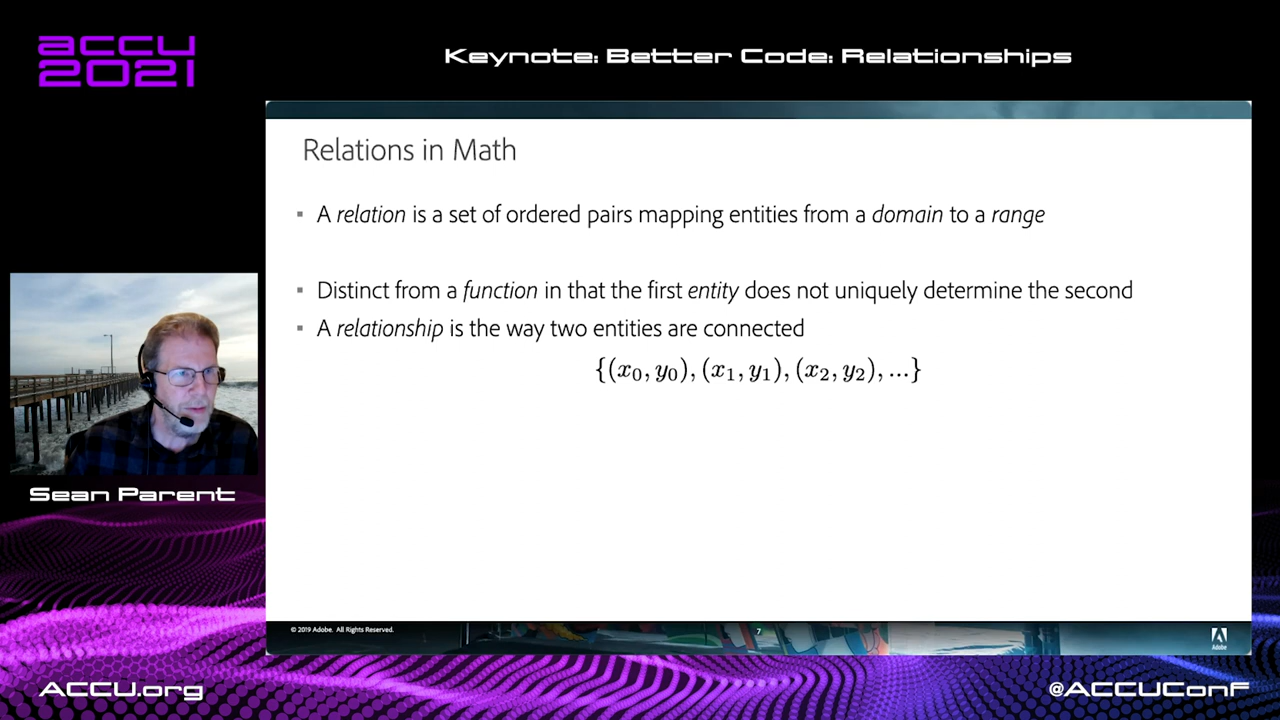 accu
2021
Keynote: Better Code: Relationships
Relations in Math
▪ A relation is a set of ordered pairs mapping entities from a domain to a range
▪ Distinct from a function in that the first entity does not uniquely determine the second
▪ A relationship is the way two entities are connected
{(x₀, y₀), (x₁, y₁), (x₂, y₂), ...}
Sean Parent
© 2019 Adobe. All Rights Reserved.
7
Adobe
ACCU.org
@ACCUConf